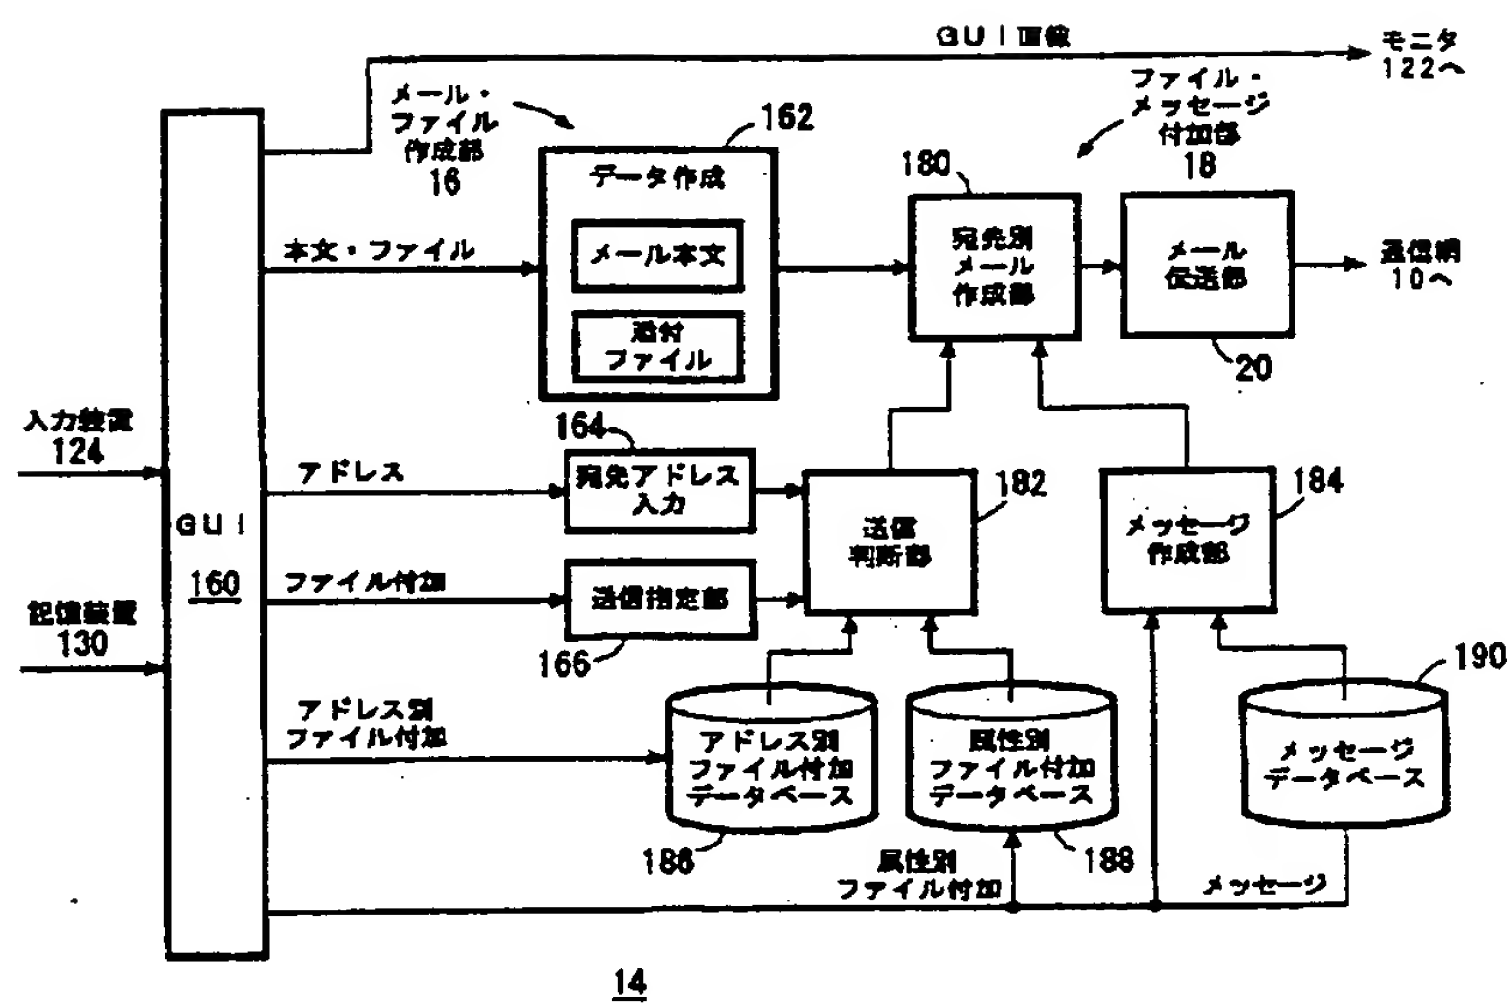 GUI画像
モニタ
122へ
メール・
ファイル
作成部
16
162
ファイル・
メッセージ
付加部
18
データ作成
メール本文
添付
ファイル
本文・ファイル
180
宛先別
メール
作成部
メール
伝送部
20
通信網
10へ
入力装置
124
GUI
160
記憶装置
130
アドレス
164
宛先アドレス
入力
ファイル付加
送信指定部
166
182
送信
判断部
184
メッセージ
作成部
アドレス別
ファイル付加
アドレス別
ファイル付加
データベース
186
属性別
ファイル付加
データベース
188
190
メッセージ
データベース
属性別
ファイル付加
メッセージ
14